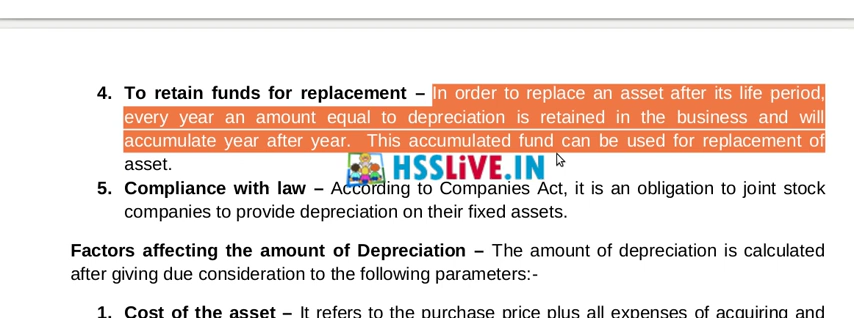 4. To retain funds for replacement – In order to replace an asset after its life period,
every year an amount equal to depreciation is retained in the business and will
accumulate year after year. This accumulated fund can be used for replacement of
asset.
HSSLiVE.IN
5. Compliance with law – According to Companies Act, it is an obligation to joint stock
companies to provide depreciation on their fixed assets.
Factors affecting the amount of Depreciation – The amount of depreciation is calculated
after giving due consideration to the following parameters:-
1. Cost of the asset – It refers to the purchase price plus all expenses of acquiring and